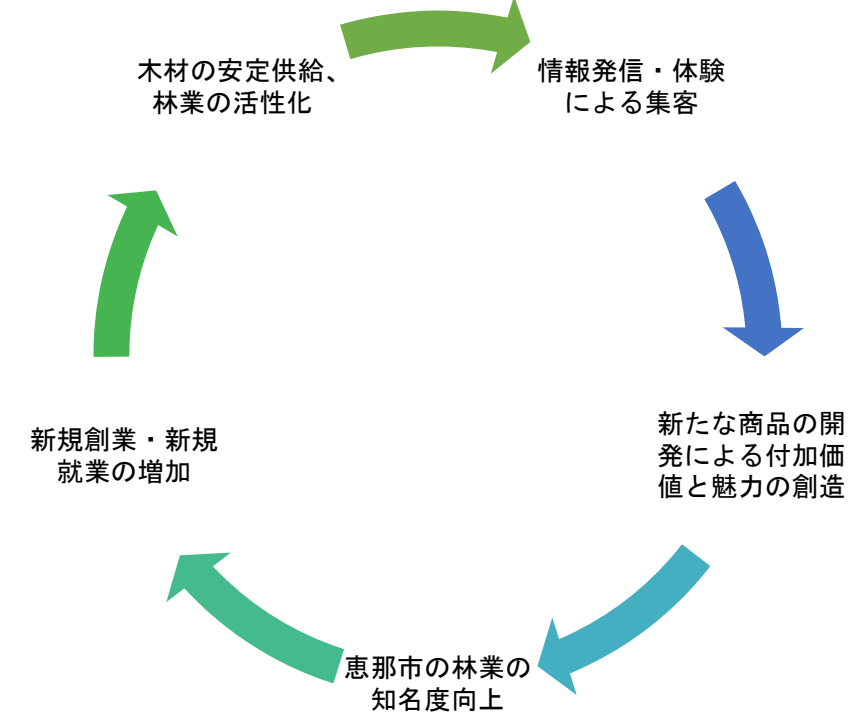 木材の安定供給、
林業の活性化
情報発信・体験
による集客
新たな商品の開
発による付加価
値と魅力の創造
恵那市の林業の
知名度向上
新規創業・新規
就業の増加